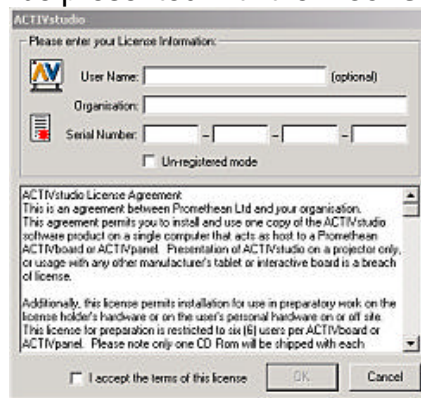 ACTIVstudio
Please enter your License Information:
User Name: (optional)
Organisation:
Serial Number: - - -
Un-registered mode
ACTIVstudio License Agreement
This is an agreement between Promethean Ltd and your organisation.
This agreement permits you to install and use one copy of the ACTIVstudio
software product on a single computer that acts as host to a Promethean
ACTIVboard or ACTIVpanel. Presentation of ACTIVstudio on a projector only,
or usage with any other manufacturer's tablet or interactive board is a breach
of license.
Additionally, this license permits installation for use in preparatory work on the
license holder's hardware or on the user's personal hardware on or off site.
This license for preparation is restricted to six (6) users per ACTIVboard or
ACTIVpanel. Please note only one CD Rom will be shipped with each
I accept the terms of this license OK Cancel